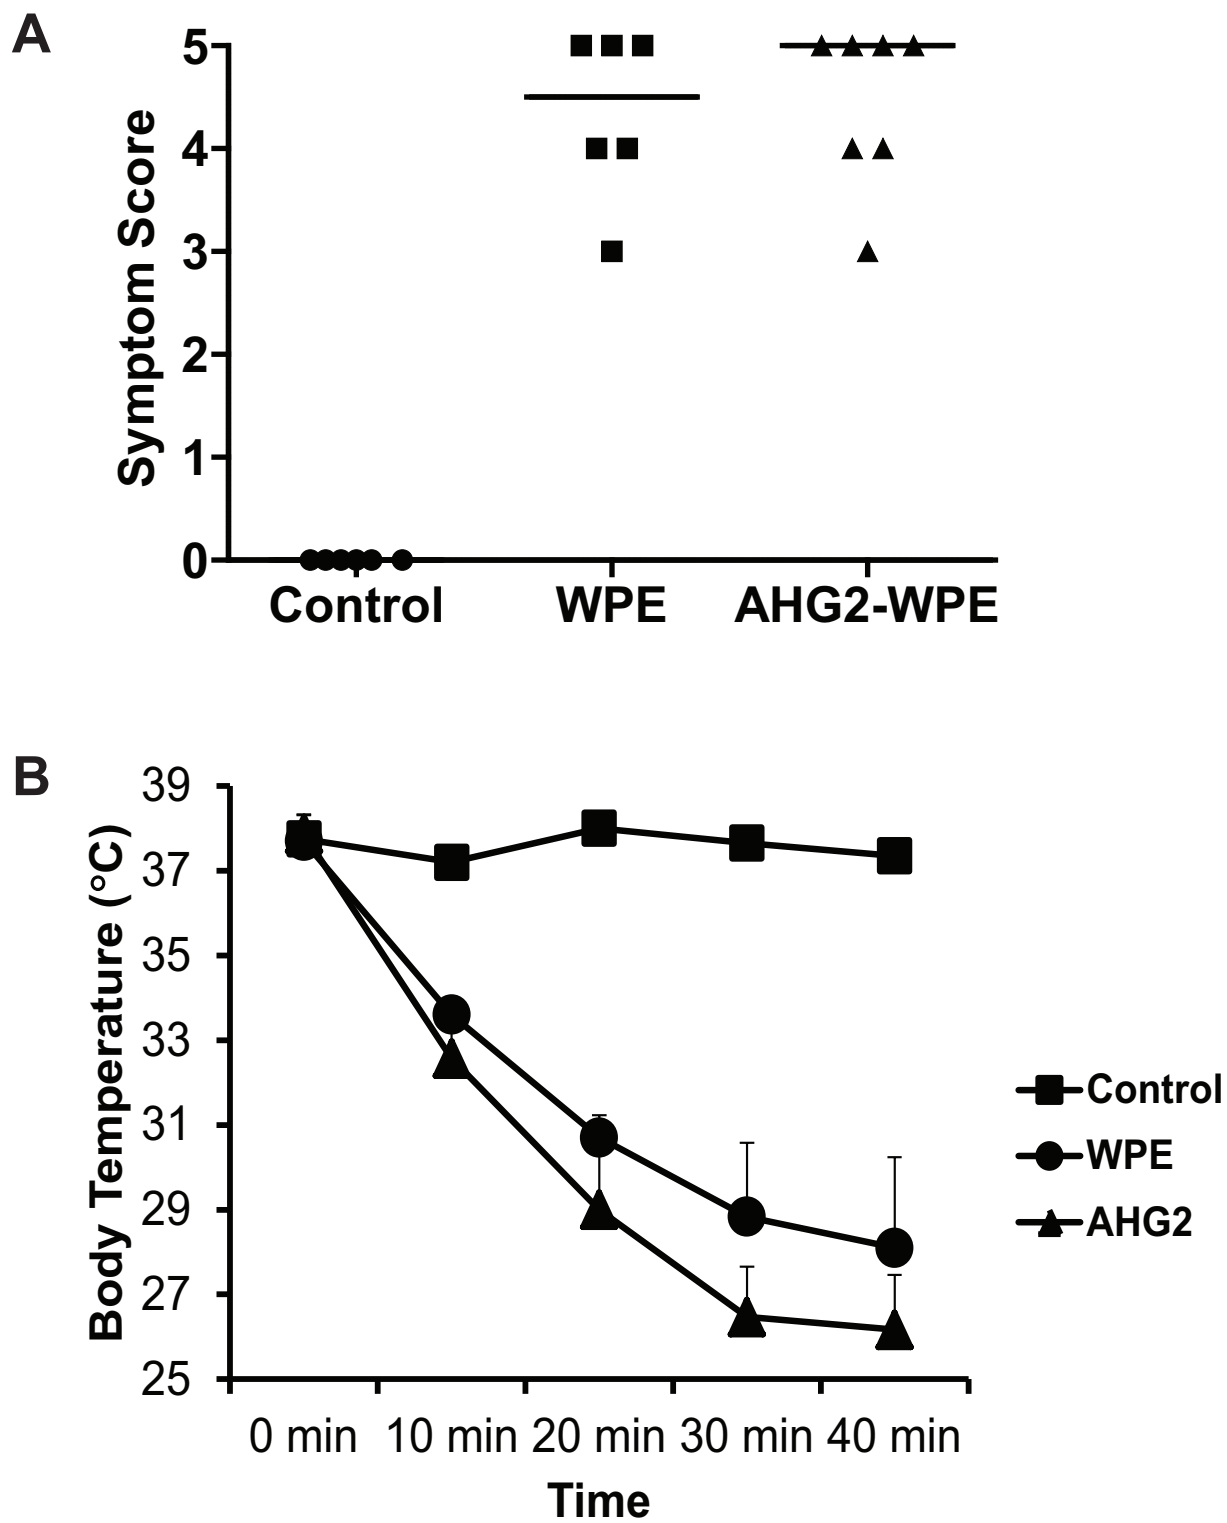 A
Symptom Score
5
4
3
2
1
0
Control WPE AHG2-WPE
B
Body Temperature (°C)
39
37
35
33
31
29
27
25
0 min 10 min 20 min 30 min 40 min
Time
Control
WPE
AHG2